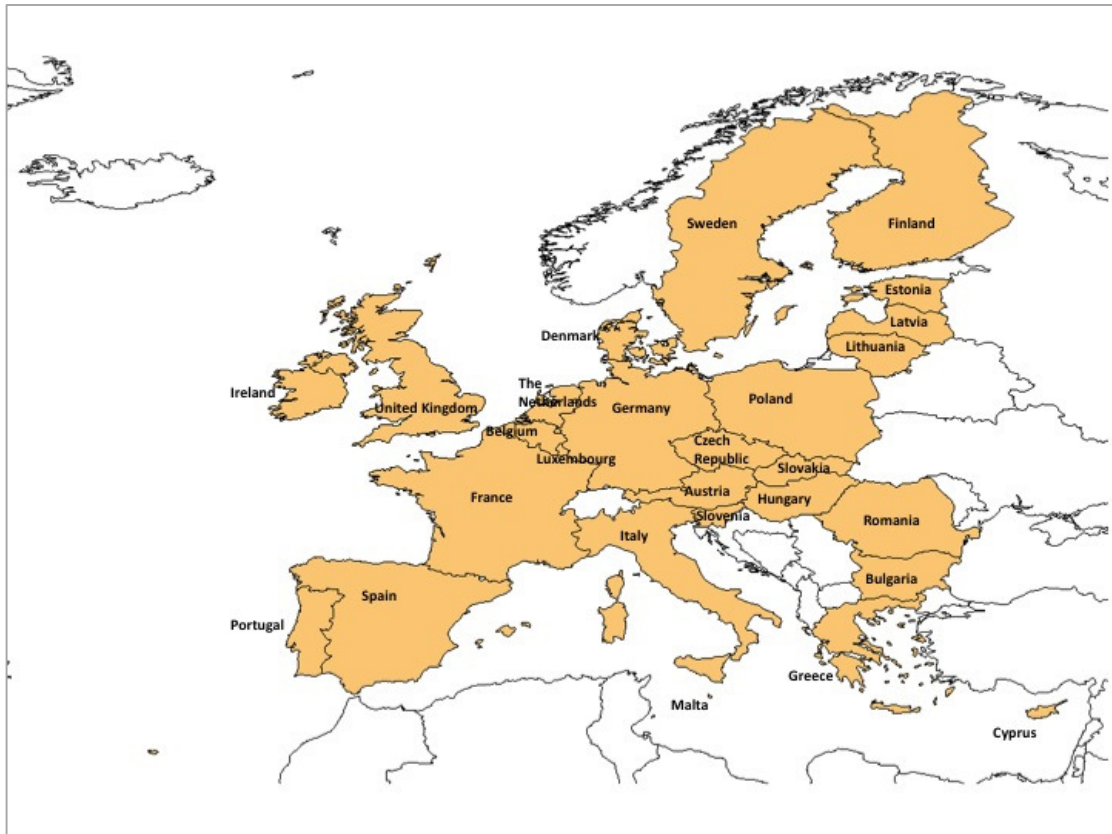 Sweden
Finland
Estonia
Latvia
Lithuania
Denmark
Ireland
United Kingdom
The
Netherlands
Germany
Poland
Belgium
Luxembourg
Czech
Republic
Slovakia
France
Austria
Hungary
Slovenia
Italy
Romania
Bulgaria
Spain
Portugal
Greece
Malta
Cyprus